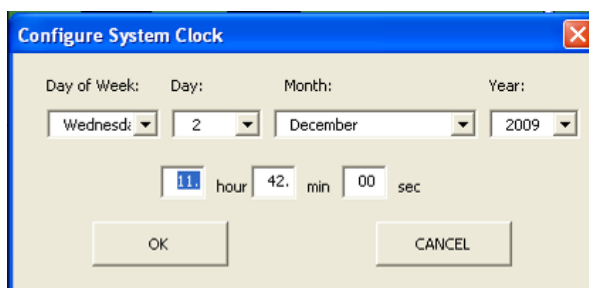 Configure System Clock
Day of Week: Day: Month: Year:
Wednesda 2 December 2009
11. hour 42. min 00 sec
OK CANCEL